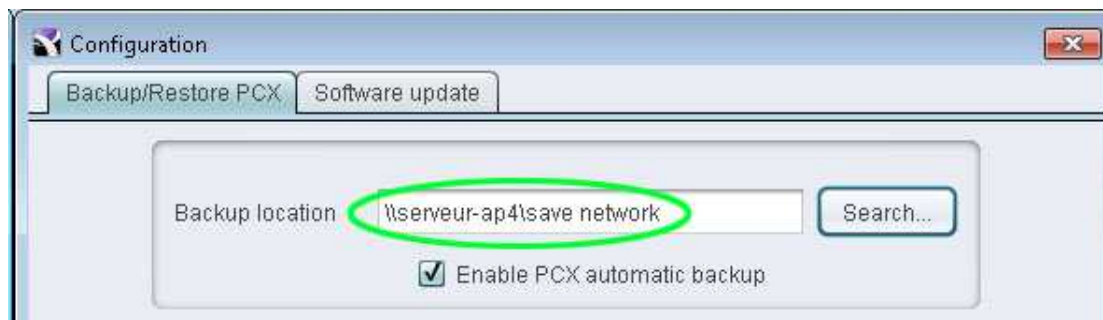 Configuration
Backup/Restore PCX Software update
Backup location \\serveur-ap4\save network Search...
Enable PCX automatic backup